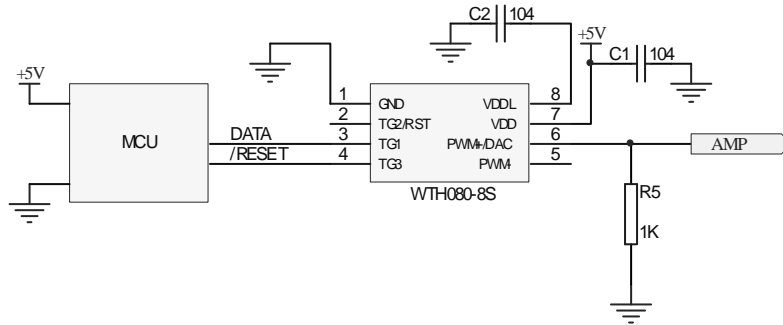 C2
104
+5V
C1
104
+5V
1
GND
VDDL
8
2
TG2/RST
VDD
7
MCU
DATA
3
TG1
PWM+/DAC
6
AMP
/RESET
4
TG3
PWM-
5
WTH080-8S
R5
1K